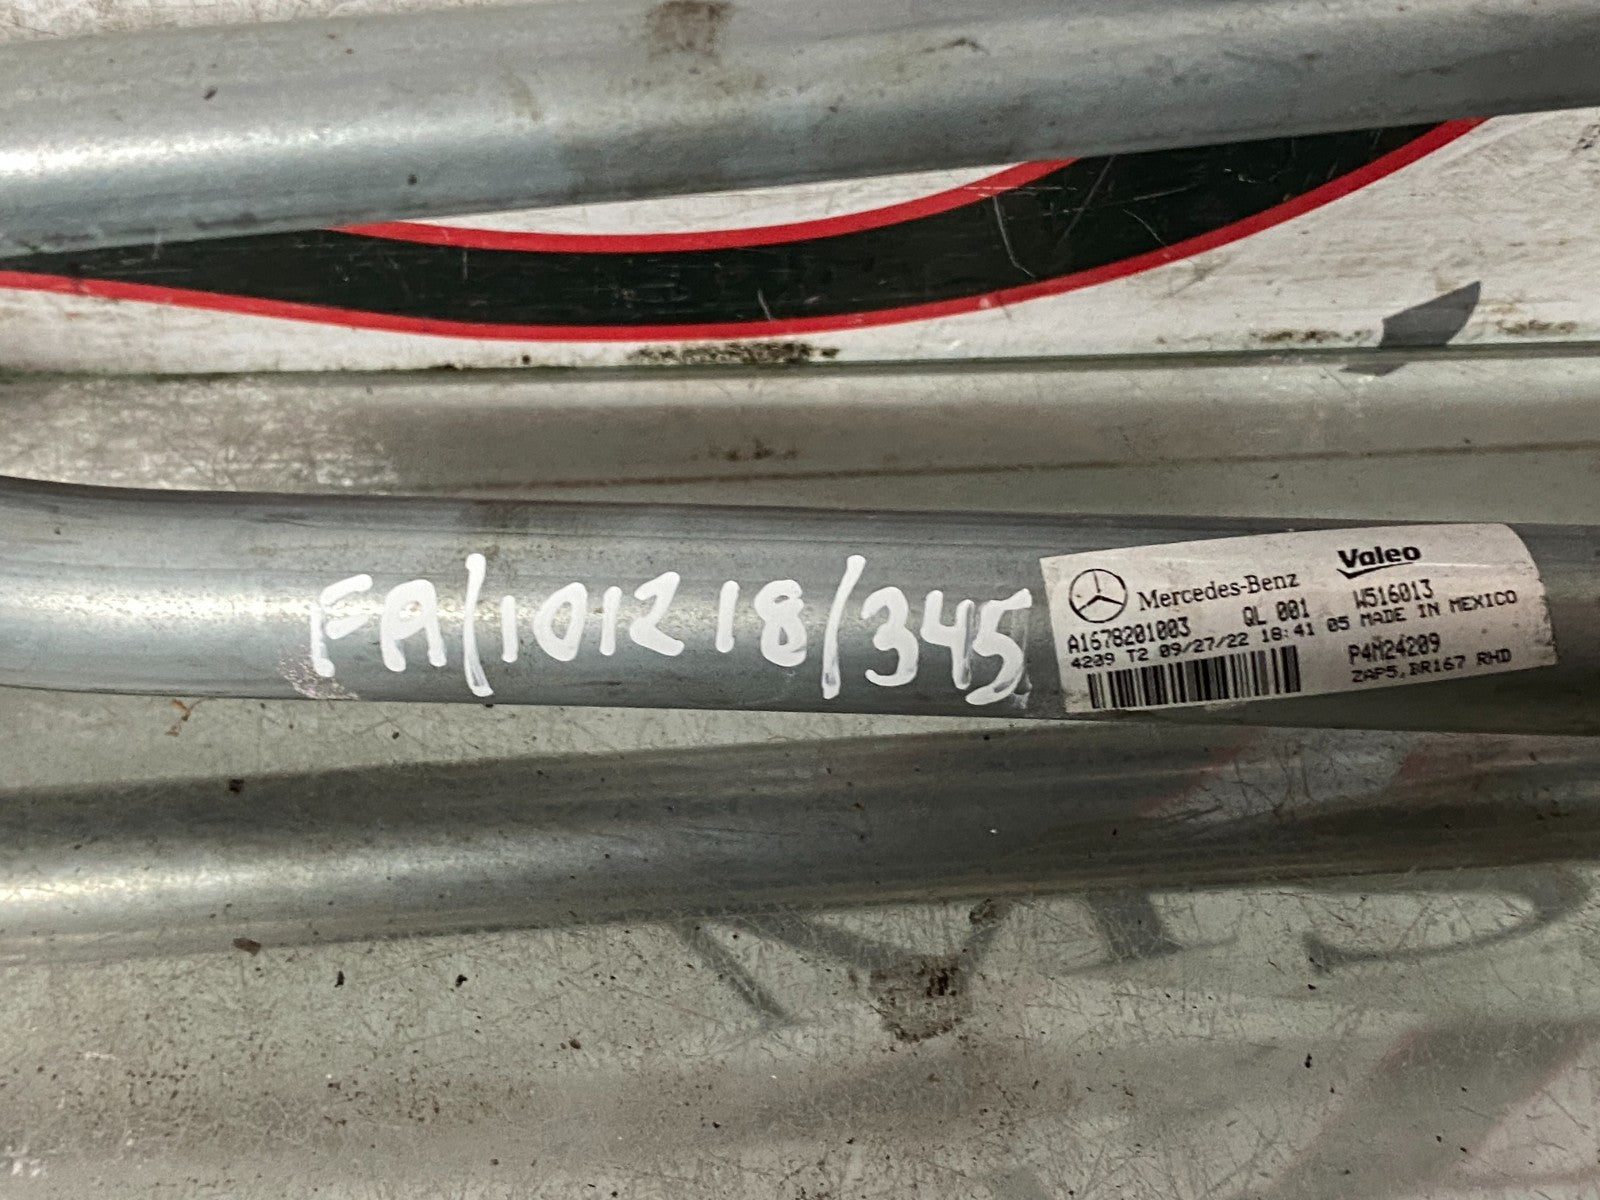 FA/101218/345
Mercedes-Benz
Valeo
A1678201003 QL 001 W516013
4209 T2 09/27/22 18:41 05 MADE IN MEXICO
P4M24209
ZAP5,BR167 RHD